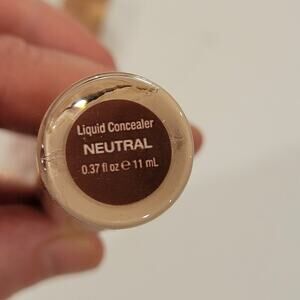 Liquid Concealer
NEUTRAL
0.37 fl oz ℮ 11 mL